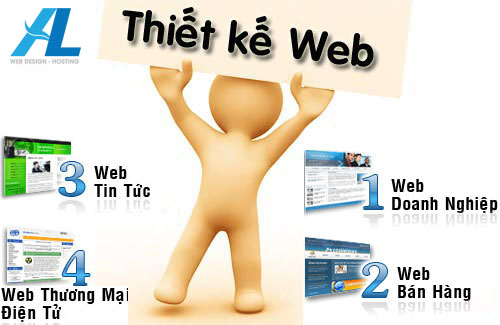 AL
WEB DESIGN - HOSTING
Thiết kế Web
3 Web
Tin Tức
1 Web
Doanh Nghiệp
4
Web Thương Mại
Điện Tử
2 Web
Bán Hàng